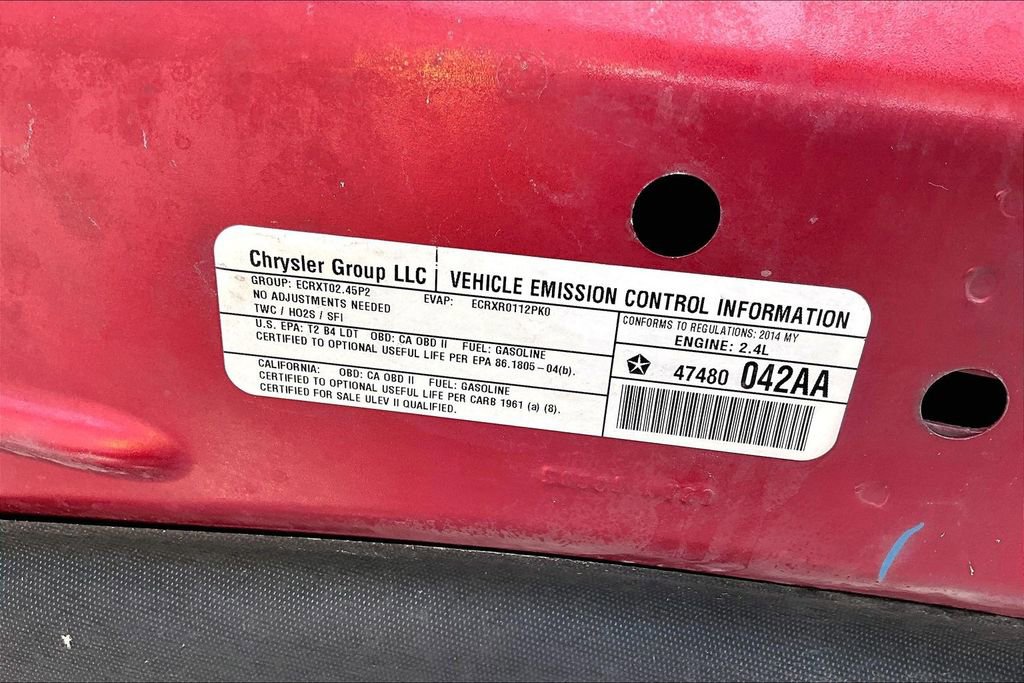 Chrysler Group LLC
VEHICLE EMISSION CONTROL INFORMATION
GROUP: ECRXT02.45P2
EVAP: ECRXR0112PK0
NO ADJUSTMENTS NEEDED
TWC / HO2S / SFI
U.S. EPA: T2 B4 LDT OBD: CA OBD II FUEL: GASOLINE
CERTIFIED TO OPTIONAL USEFUL LIFE PER EPA 86.1805-04(b).
CALIFORNIA: OBD: CA OBD II FUEL: GASOLINE
CERTIFIED TO OPTIONAL USEFUL LIFE PER CARB 1961 (a) (8).
CERTIFIED FOR SALE ULEV II QUALIFIED.
CONFORMS TO REGULATIONS: 2014 MY
ENGINE: 2.4L
47480 042AA